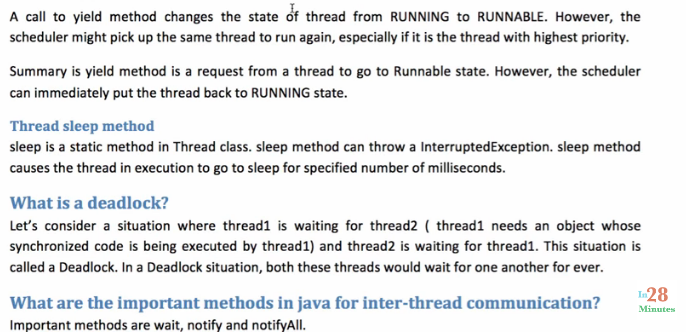 A call to yield method changes the state of thread from RUNNING to RUNNABLE. However, the
scheduler might pick up the same thread to run again, especially if it is the thread with highest priority.
Summary is yield method is a request from a thread to go to Runnable state. However, the scheduler
can immediately put the thread back to RUNNING state.
Thread sleep method
sleep is a static method in Thread class. sleep method can throw a InterruptedException. sleep method
causes the thread in execution to go to sleep for specified number of milliseconds.
What is a deadlock?
Let's consider a situation where thread1 is waiting for thread2 ( thread1 needs an object whose
synchronized code is being executed by thread1) and thread2 is waiting for thread1. This situation is
called a Deadlock. In a Deadlock situation, both these threads would wait for one another for ever.
What are the important methods in java for inter-thread communication?
Important methods are wait, notify and notifyAll.
In28
Minutes